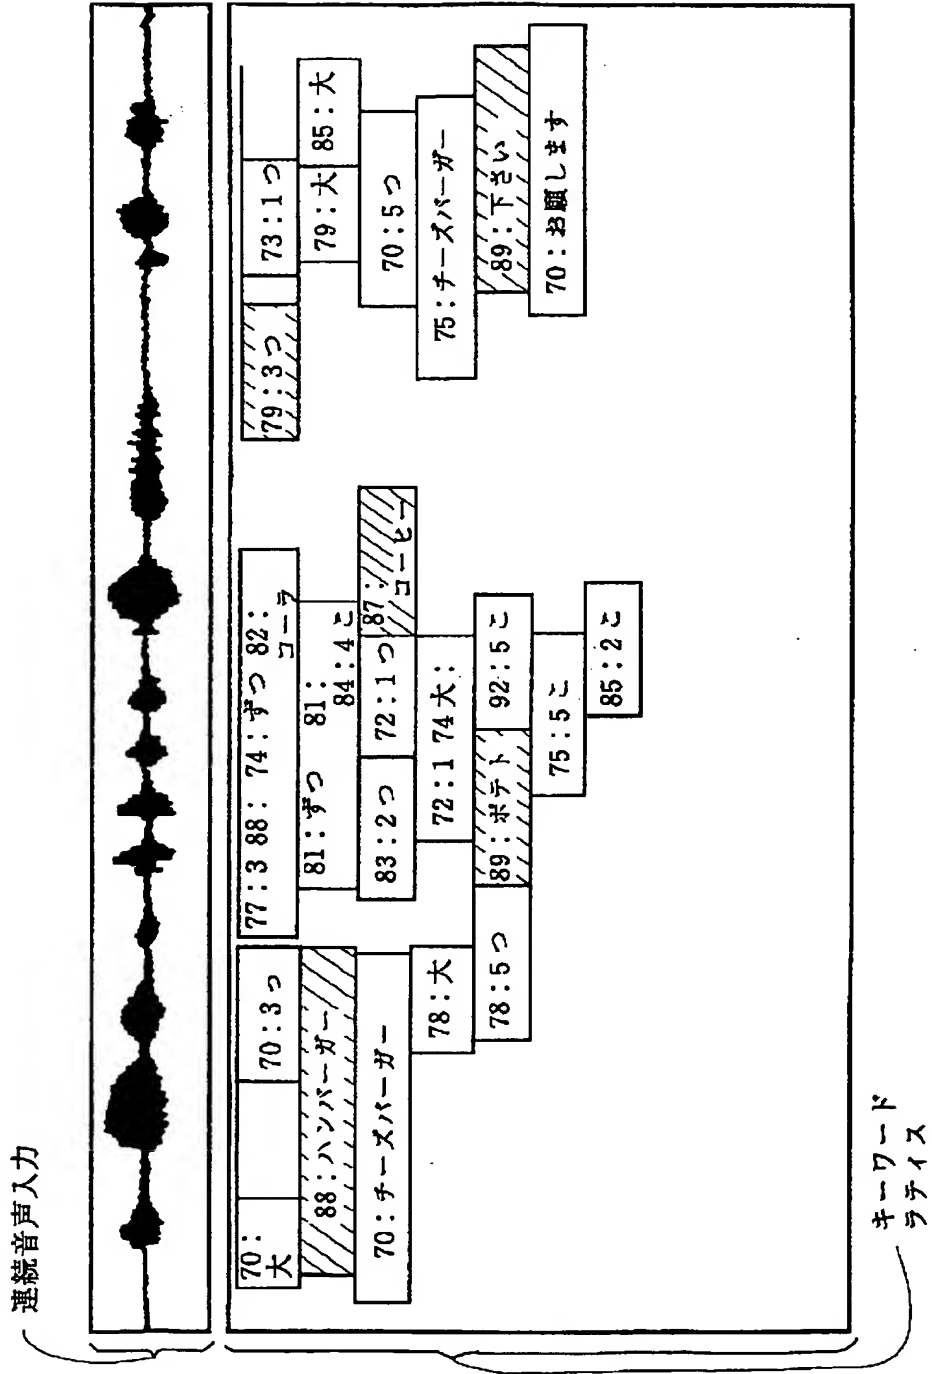 連続音声入力
70:大
70:3つ
77:3 88: 74:ずつ 82:コーラ
79:3つ
73:1つ
88:ハンバーガー
81:ずつ
81:
84:4こ
79:大
85:大
70:チーズバーガー
83:2つ
72:1つ
87:コーヒー
70:5つ
78:大
72:1 74大:
75:チーズバーガー
78:5つ
89:ポテト
92:5こ
89:下さい
75:5こ
70:お願します
85:2こ
キーワード
ラティス